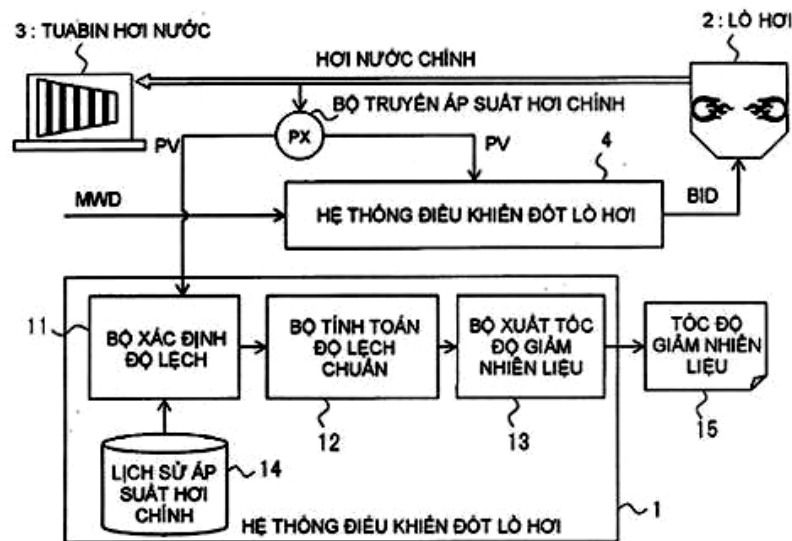 3 : TUABIN HƠI NƯỚC
2 : LÒ HƠI
HƠI NƯỚC CHÍNH
BỘ TRUYỀN ÁP SUẤT HƠI CHÍNH
PX
PV
PV
4
MWD
HỆ THỐNG ĐIỀU KHIỂN ĐỐT LÒ HƠI
BID
11
BỘ XÁC ĐỊNH
ĐỘ LỆCH
BỘ TÍNH TOÁN
ĐỘ LỆCH
CHUẨN
BỘ XUẤT TỐC
ĐỘ GIẢM
NHIÊN LIỆU
TỐC ĐỘ
GIẢM NHIÊN
LIỆU
12
13
15
LỊCH SỬ ÁP
SUẤT HƠI
CHÍNH
14
HỆ THỐNG ĐIỀU KHIỂN ĐỐT LÒ HƠI
1